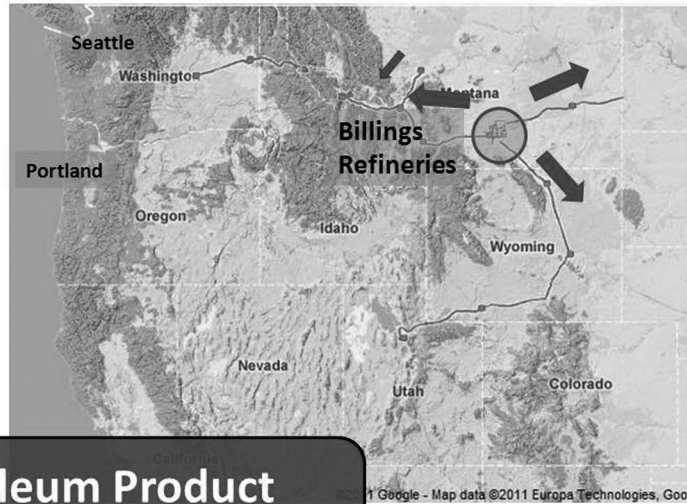 Seattle
Washington
Montana
Billings
Refineries
Portland
Oregon
Idaho
Wyoming
Nevada
Utah
Colorado
California
leum Product
Google - Map data ©2011 Europa Technologies, Goo